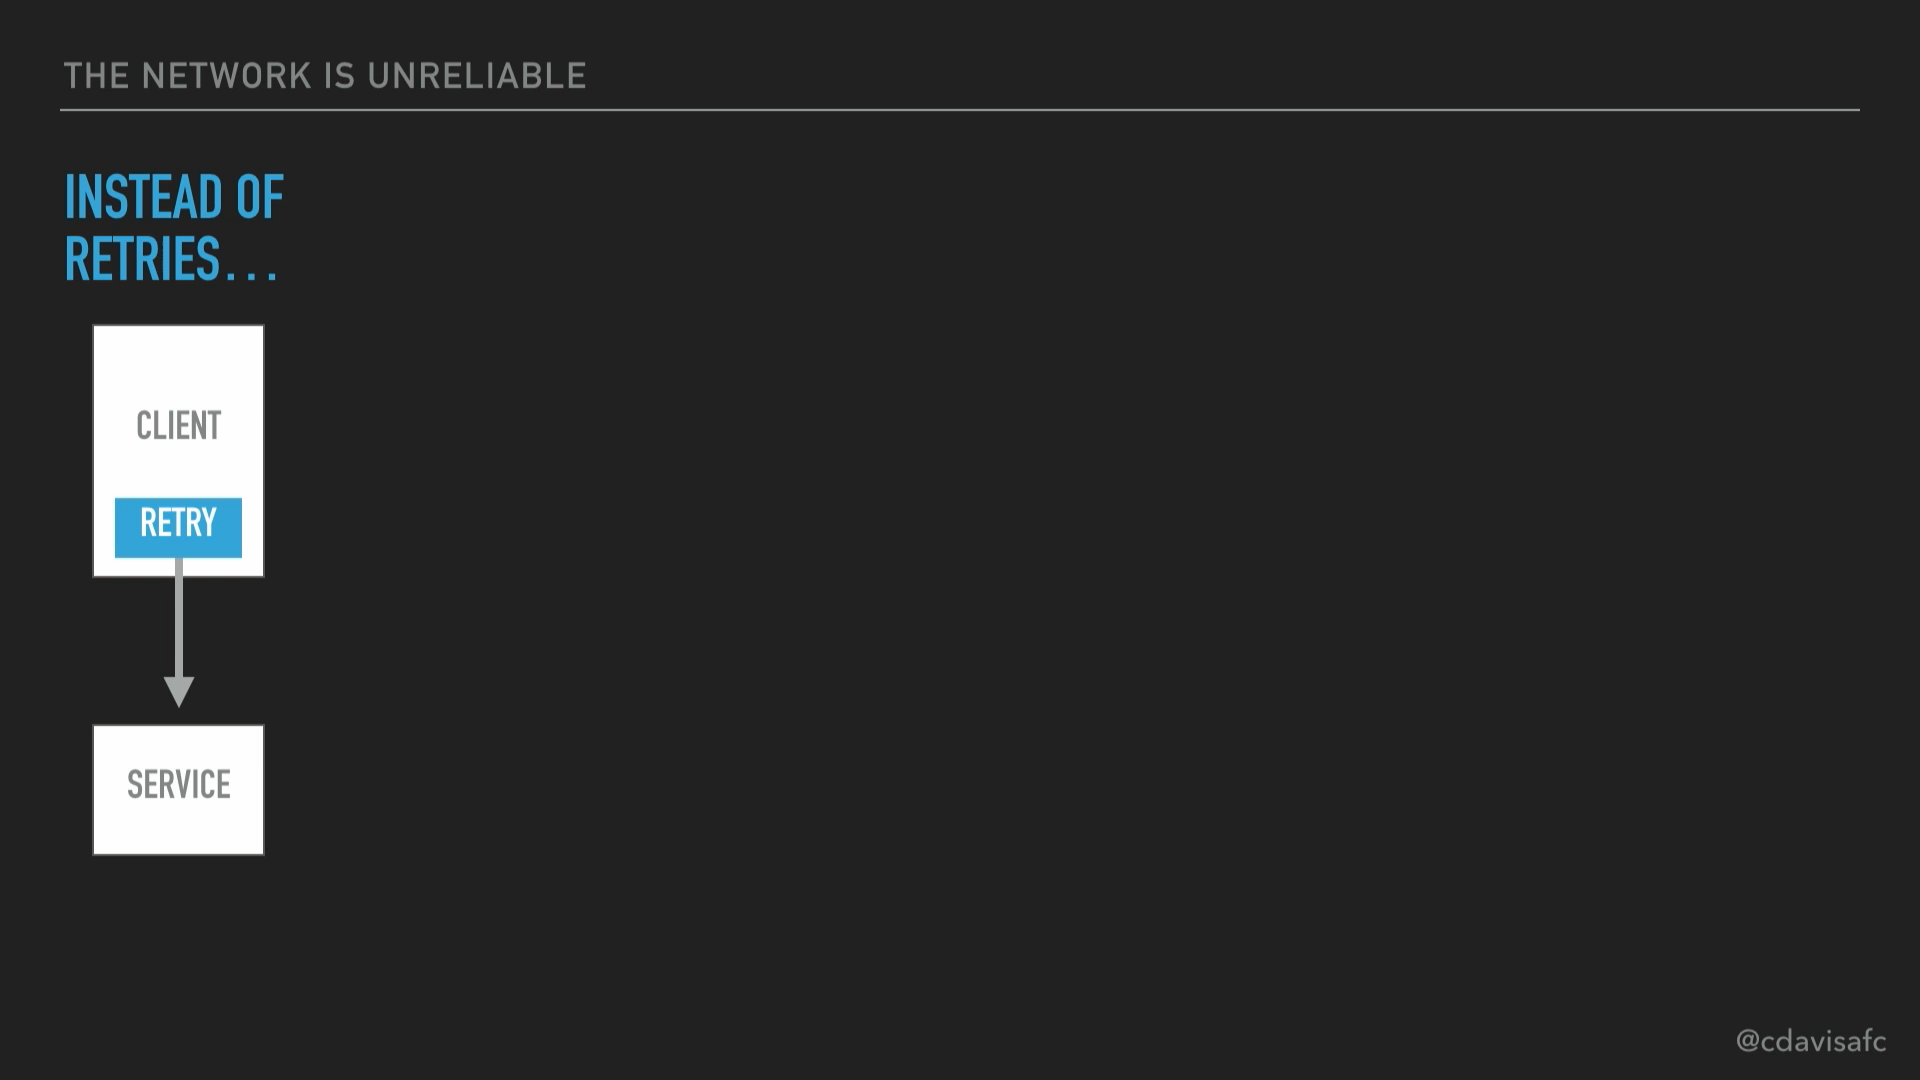 THE NETWORK IS UNRELIABLE
INSTEAD OF
RETRIES...
CLIENT
RETRY
SERVICE
@cdavisafc